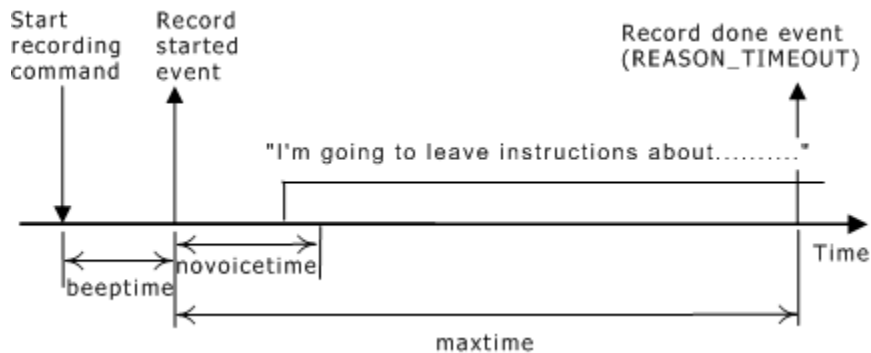 Start
recording
command
Record
started
event
Record done event
(REASON_TIMEOUT)
"I'm going to leave instructions about.........."
Time
novoicetime
beeptime
maxtime